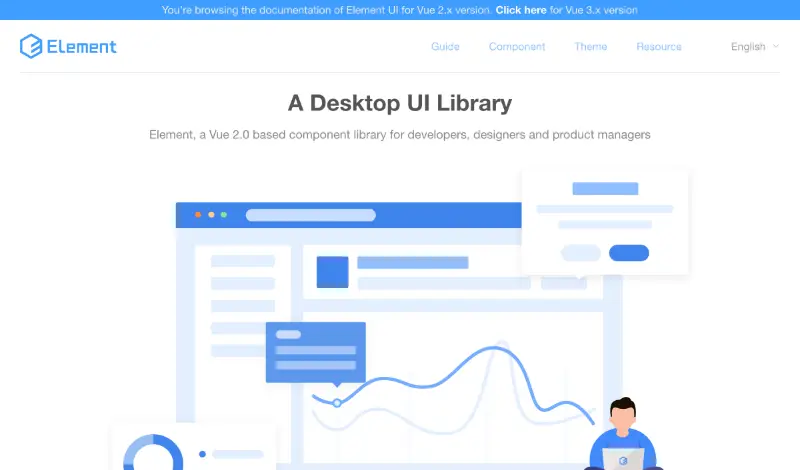 You're browsing the documentation of Element UI for Vue 2.x version. Click here for Vue 3.x version
Element
Guide
Component
Theme
Resource
English
A Desktop UI Library
Element, a Vue 2.0 based component library for developers, designers and product managers